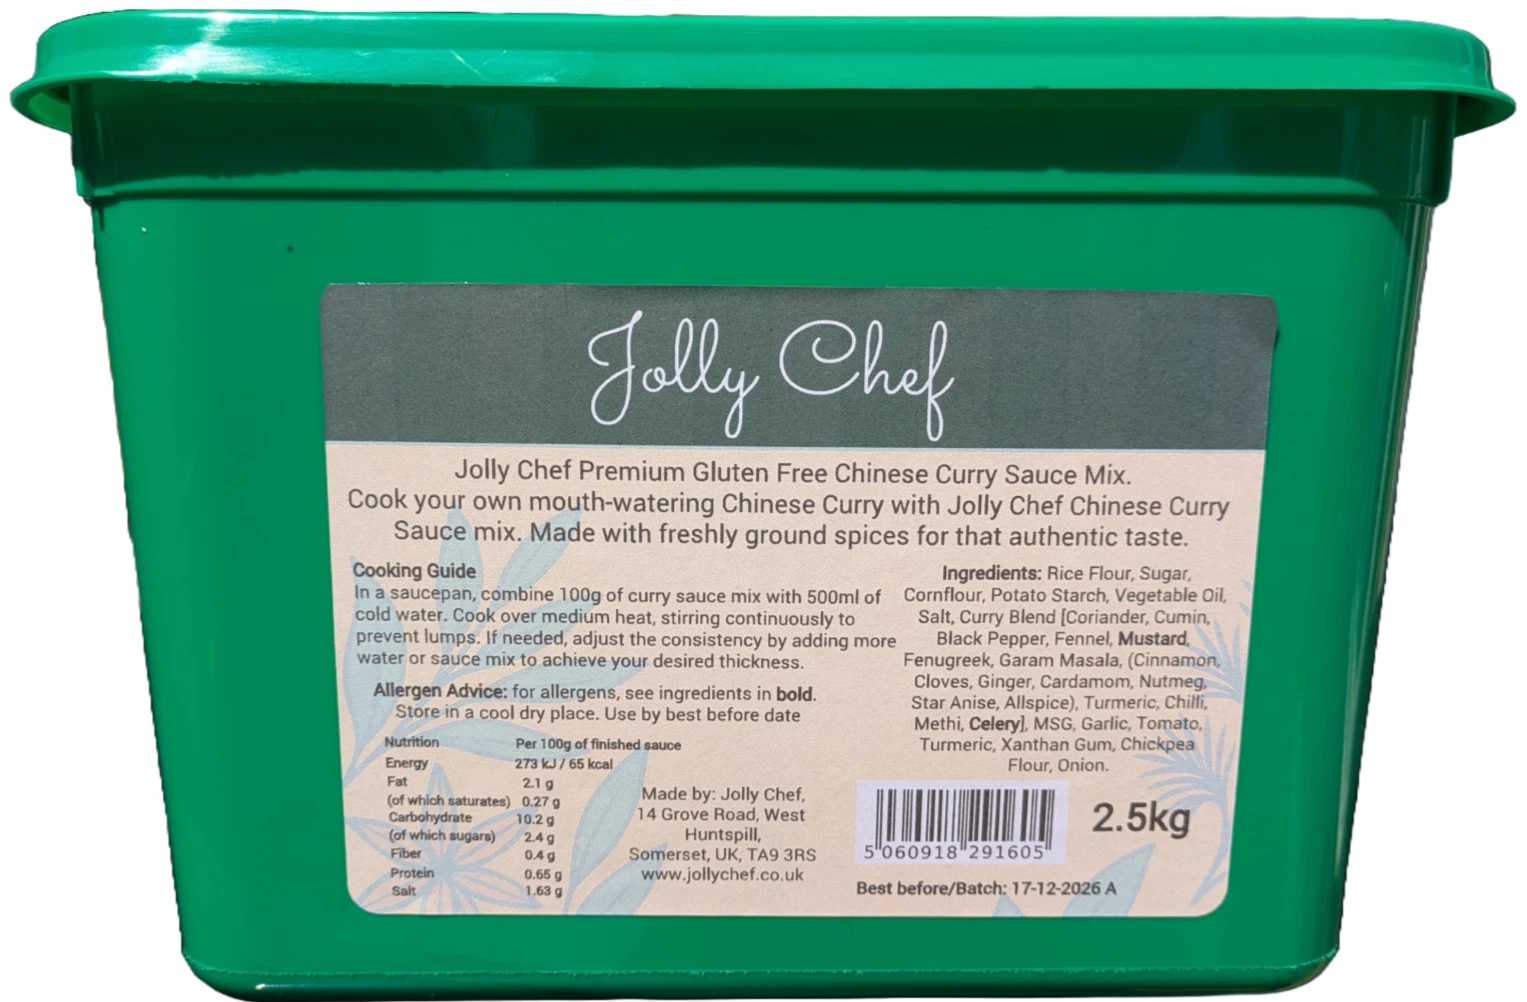 Jolly Chef
Jolly Chef Premium Gluten Free Chinese Curry Sauce Mix.
Cook your own mouth-watering Chinese Curry with Jolly Chef Chinese Curry
Sauce mix. Made with freshly ground spices for that authentic taste.
Cooking Guide
In a saucepan, combine 100g of curry sauce mix with 500ml of
cold water. Cook over medium heat, stirring continuously to
prevent lumps. If needed, adjust the consistency by adding more
water or sauce mix to achieve your desired thickness.
Allergen Advice: for allergens, see ingredients in bold.
Store in a cool dry place. Use by best before date
Nutrition Per 100g of finished sauce
Energy 273 kJ / 65 kcal
Fat 2.1 g
(of which saturates) 0.27 g
Carbohydrate 10.2 g
(of which sugars) 2.4 g
Fiber 0.4 g
Protein 0.65 g
Salt 1.63 g
Made by: Jolly Chef,
14 Grove Road, West
Huntspill,
Somerset, UK, TA9 3RS
www.jollychef.co.uk
Ingredients: Rice Flour, Sugar,
Cornflour, Potato Starch, Vegetable Oil,
Salt, Curry Blend [Coriander, Cumin,
Black Pepper, Fennel, Mustard,
Fenugreek, Garam Masala, (Cinnamon,
Cloves, Ginger, Cardamom, Nutmeg,
Star Anise, Allspice), Turmeric, Chilli,
Methi, Celery], MSG, Garlic, Tomato,
Turmeric, Xanthan Gum, Chickpea
Flour, Onion.
5 060918 291605
2.5kg
Best before/Batch: 17-12-2026 A